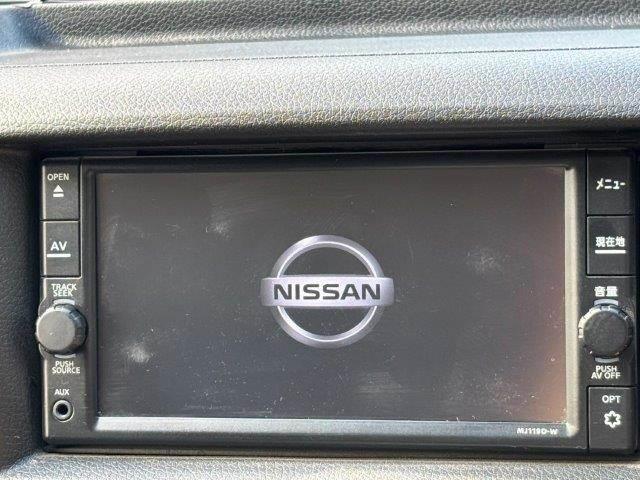 OPEN
AV
TRACK
SEEK
PUSH
SOURCE
AUX
NISSAN
メニュー
現在地
音量
PUSH
AV OFF
OPT
MJ119D-W